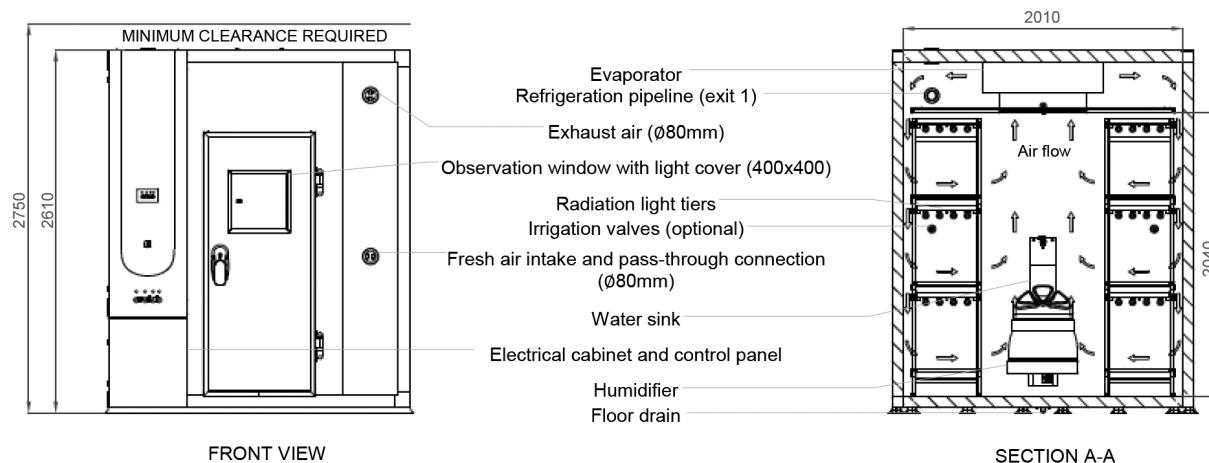 MINIMUM CLEARANCE REQUIRED
2750
2610
2010
Evaporator
Refrigeration pipeline (exit 1)
Exhaust air (Ø80mm)
Air flow
Observation window with light cover (400x400)
Radiation light tiers
Irrigation valves (optional)
Fresh air intake and pass-through connection
(Ø80mm)
2040
Water sink
Electrical cabinet and control panel
Humidifier
Floor drain
FRONT VIEW
SECTION A-A